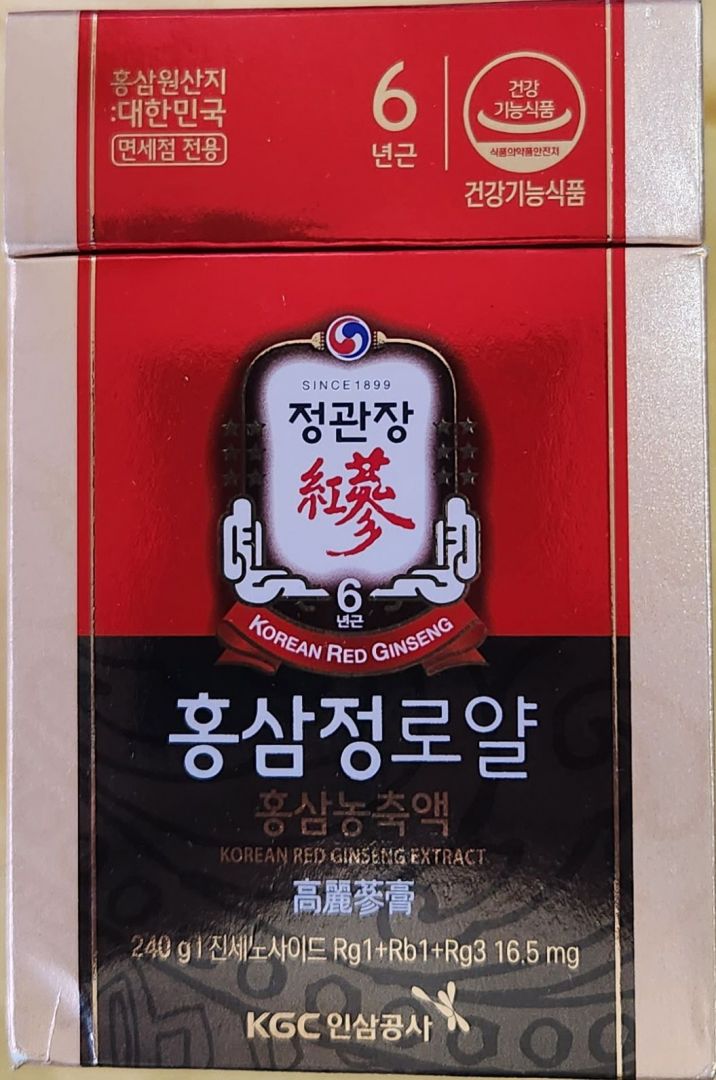 홍삼원산지
:대한민국
면세점 전용
6
년근
건강
기능식품
식품의약품안전처
건강기능식품
SINCE 1899
정관장
紅蔘
6
년근
KOREAN RED GINSENG
홍삼정로얄
홍삼농축액
KOREAN RED GINSENG EXTRACT
高麗蔘膏
240 g I 진세노사이드 Rg1+Rb1+Rg3 16.5 mg
KGC 인삼공사